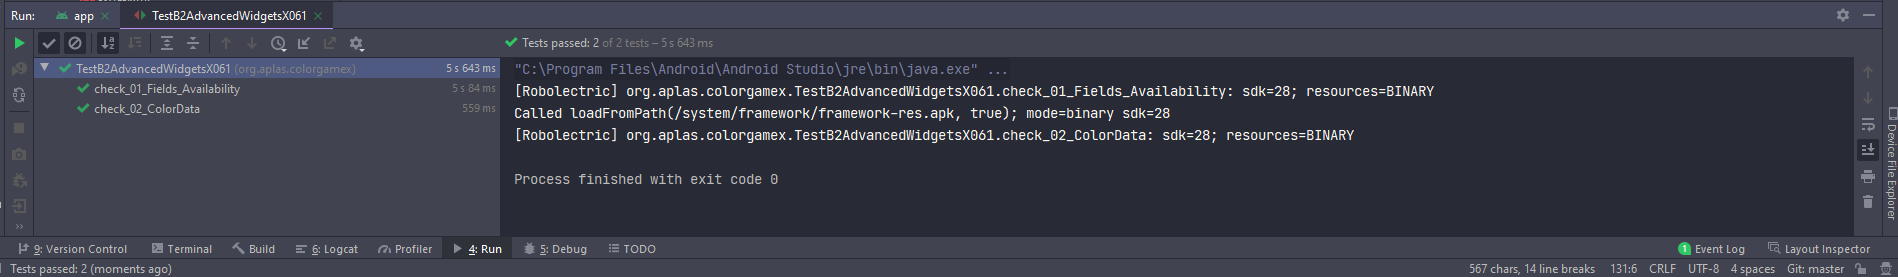 Run: app TestB2AdvancedWidgetsX061
Tests passed: 2 of 2 tests – 5 s 643 ms
TestB2AdvancedWidgetsX061 (org.aplas.colorgamex) 5 s 643 ms
check_01_Fields_Availability 5 s 84 ms
check_02_ColorData 559 ms
"C:\Program Files\Android\Android Studio\jre\bin\java.exe" ...
[Robolectric] org.aplas.colorgamex.TestB2AdvancedWidgetsX061.check_01_Fields_Availability: sdk=28; resources=BINARY
Called loadFromPath(/system/framework/framework-res.apk, true); mode=binary sdk=28
[Robolectric] org.aplas.colorgamex.TestB2AdvancedWidgetsX061.check_02_ColorData: sdk=28; resources=BINARY
Process finished with exit code 0
Device File Explorer
9: Version Control Terminal Build 6: Logcat Profiler 4: Run 5: Debug TODO 1 Event Log Layout Inspector
Tests passed: 2 (moments ago) 567 chars, 14 line breaks 131:6 CRLF UTF-8 4 spaces Git: master